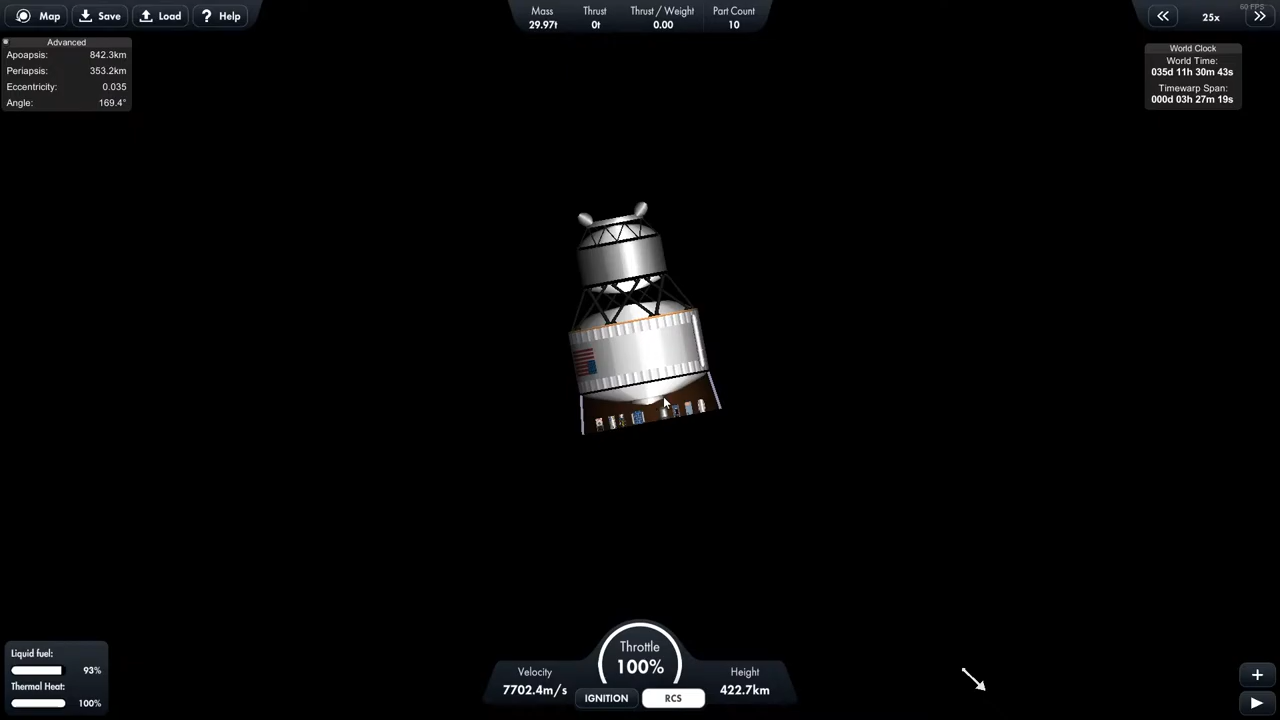 Map
Save
Load
Help
Mass
29.97t
Thrust
0t
Thrust / Weight
0.00
Part Count
10
60 FPS
25x
Advanced
Apoapsis: 842.3km
Periapsis: 353.2km
Eccentricity: 0.035
Angle: 169.4°
World Clock
World Time:
035d 11h 30m 43s
Timewarp Span:
000d 03h 27m 19s
Liquid fuel:
93%
Thermal Heat:
100%
Throttle
100%
Velocity
7702.4m/s
Height
422.7km
IGNITION
RCS